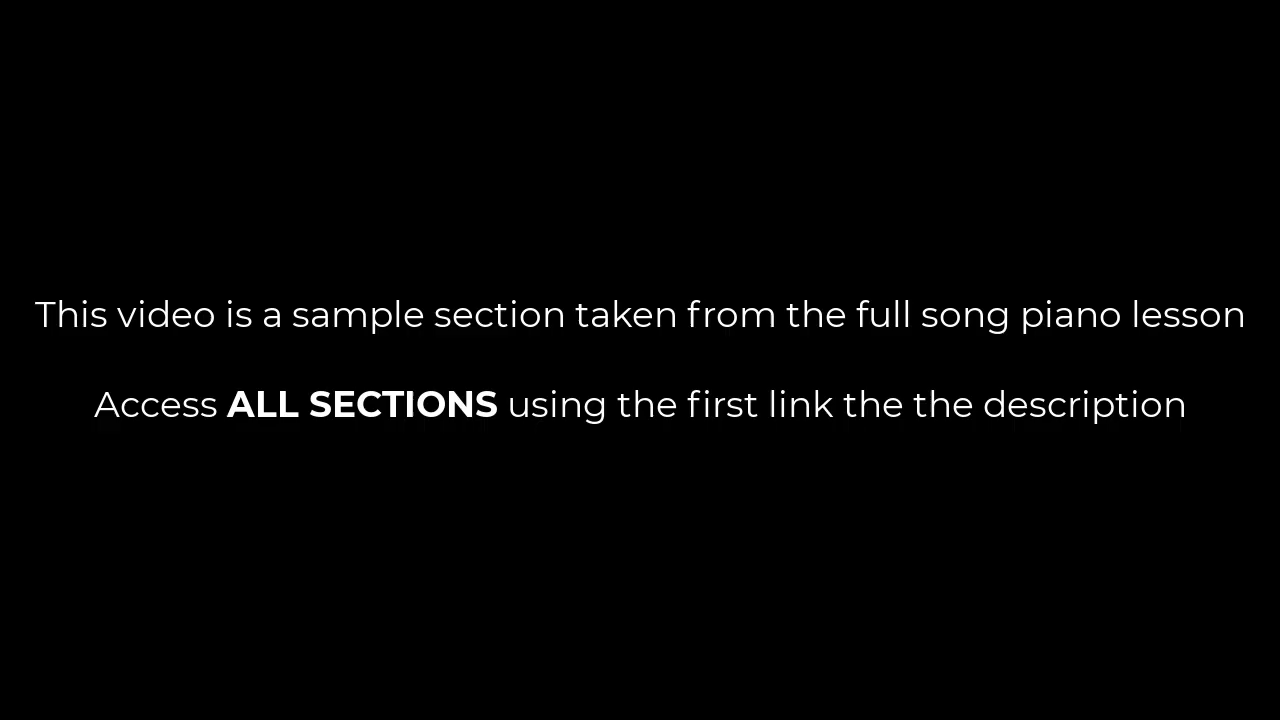 This video is a sample section taken from the full song piano lesson
Access ALL SECTIONS using the first link the the description